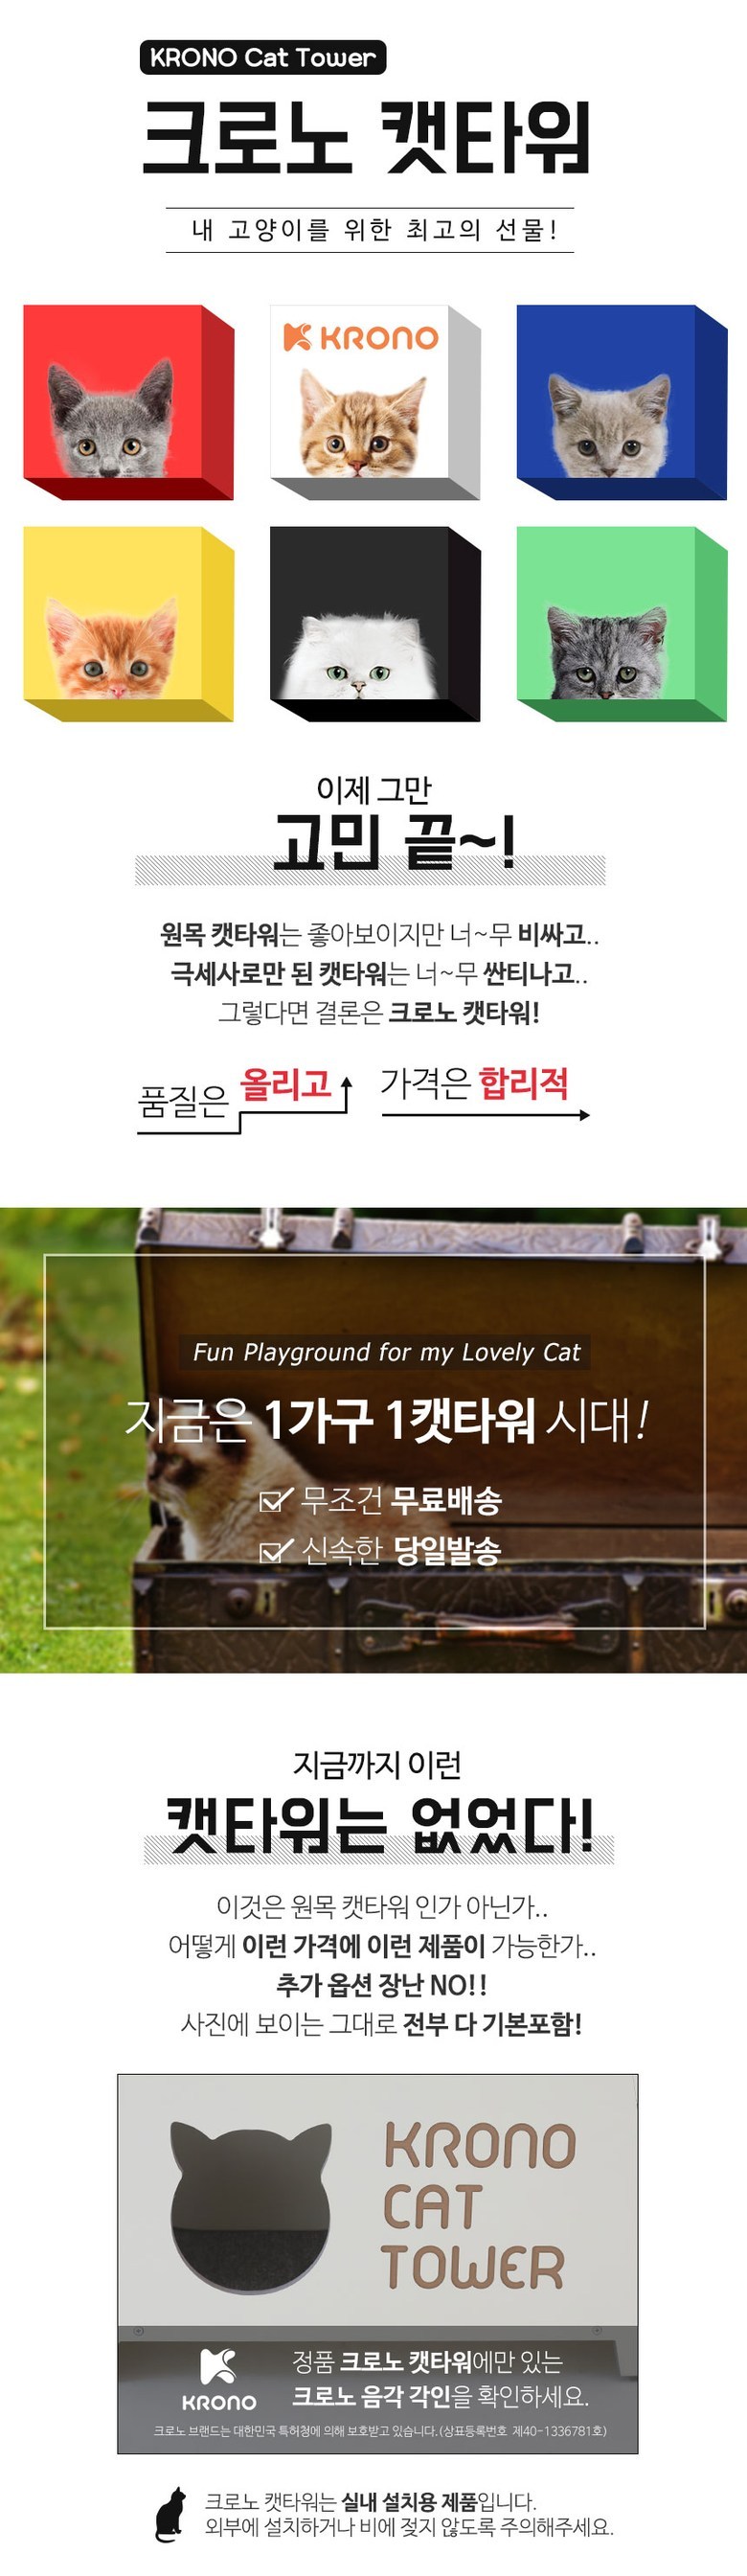 KRONO Cat Tower
크로노 캣타워
내 고양이를 위한 최고의 선물!
KRONO
이제 그만
고민 끝~!
원목 캣타워는 좋아보이지만 너~무 비싸고..
극세사로만 된 캣타워는 너~무 싼티나고..
그렇다면 결론은 크로노 캣타워!
품질은 올리고 가격은 합리적
Fun Playground for my Lovely Cat
지금은 1가구 1캣타워 시대!
무조건 무료배송
신속한 당일발송
지금까지 이런
캣타워는 없었다!
이것은 원목 캣타워 인가 아닌가..
어떻게 이런 가격에 이런 제품이 가능한가..
추가 옵션 장난 NO!!
사진에 보이는 그대로 전부 다 기본포함!
KRONO
CAT
TOWER
KRONO
정품 크로노 캣타워에만 있는
크로노 음각 각인을 확인하세요.
크로노 브랜드는 대한민국 특허청에 의해 보호받고 있습니다.(상표등록번호 제40-1336781호)
크로노 캣타워는 실내 설치용 제품입니다.
외부에 설치하거나 비에 젖지 않도록 주의해주세요.